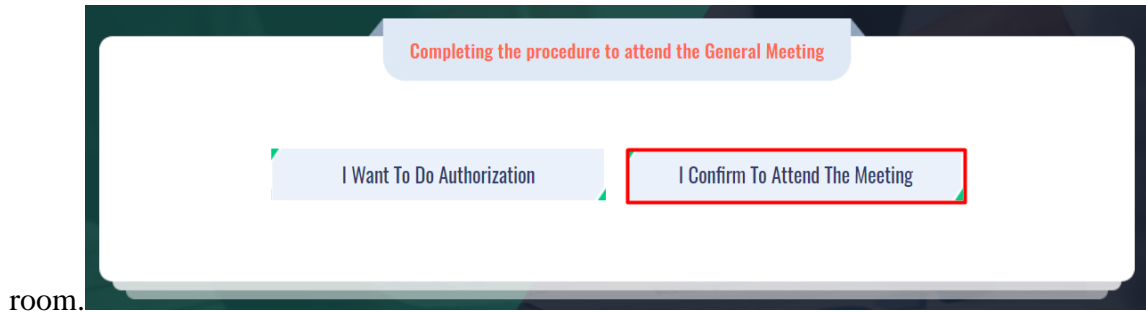 Completing the procedure to attend the General Meeting
I Want To Do Authorization
I Confirm To Attend The Meeting
room.